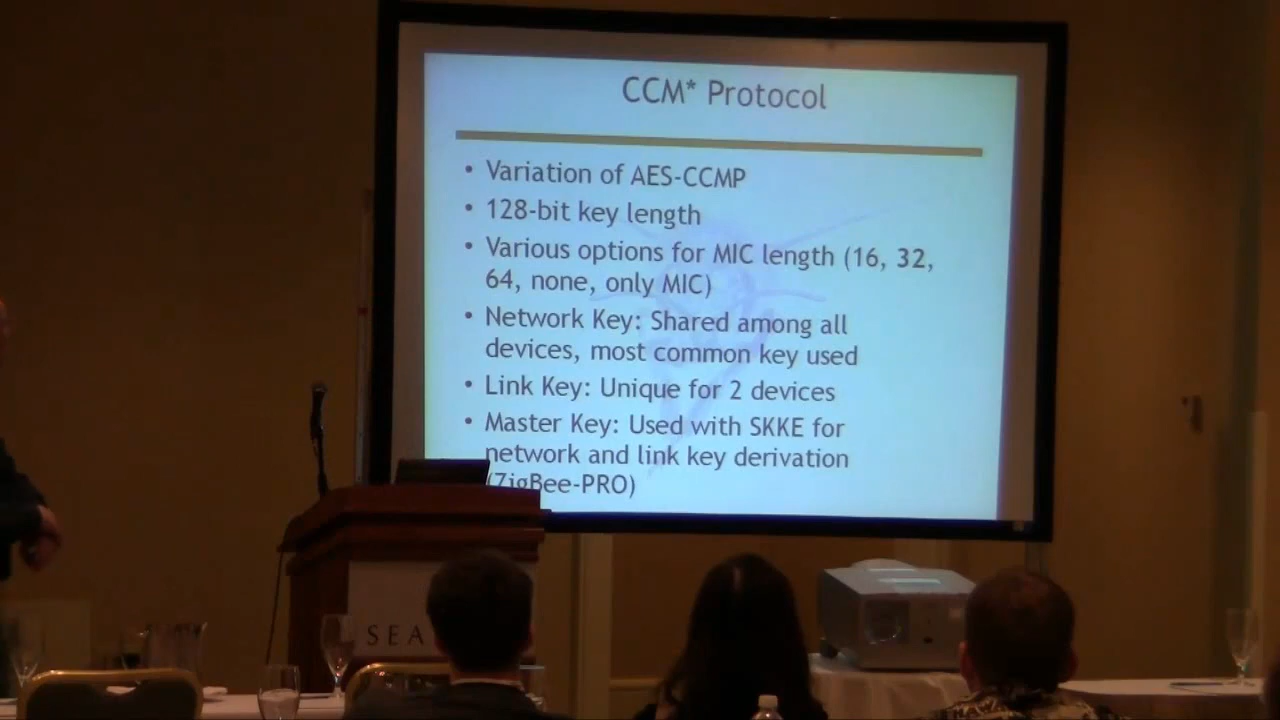 CCM* Protocol
• Variation of AES-CCMP
• 128-bit key length
• Various options for MIC length (16, 32,
64, none, only MIC)
• Network Key: Shared among all
devices, most common key used
• Link Key: Unique for 2 devices
• Master Key: Used with SKKE for
network and link key derivation
(ZigBee-PRO)
SEA